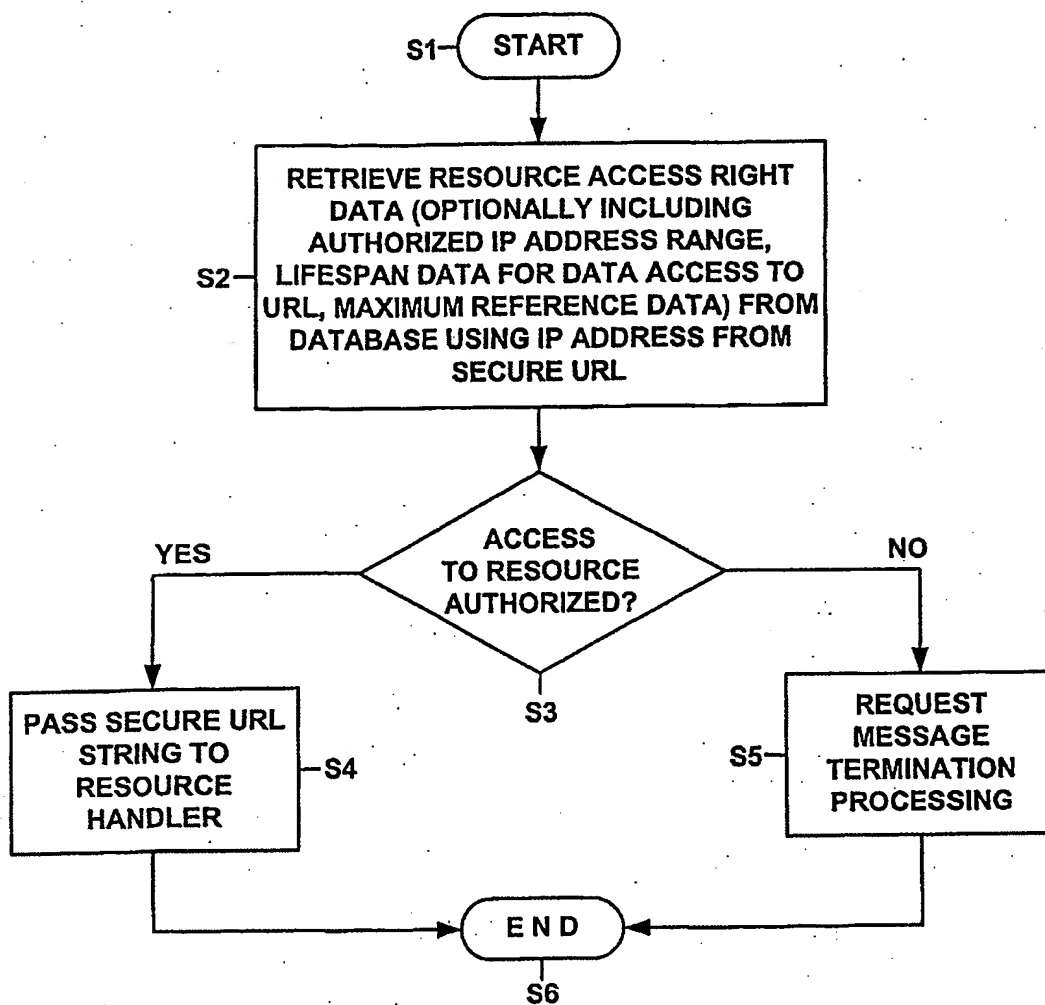 S1
START
RETRIEVE RESOURCE ACCESS RIGHT
DATA (OPTIONALLY INCLUDING
AUTHORIZED IP ADDRESS RANGE,
LIFESPAN DATA FOR DATA ACCESS TO
URL, MAXIMUM REFERENCE DATA) FROM
DATABASE USING IP ADDRESS FROM
SECURE URL
S2
YES
ACCESS
TO RESOURCE
AUTHORIZED?
NO
S3
PASS SECURE URL
STRING TO
RESOURCE
HANDLER
S4
S5
REQUEST
MESSAGE
TERMINATION
PROCESSING
END
S6